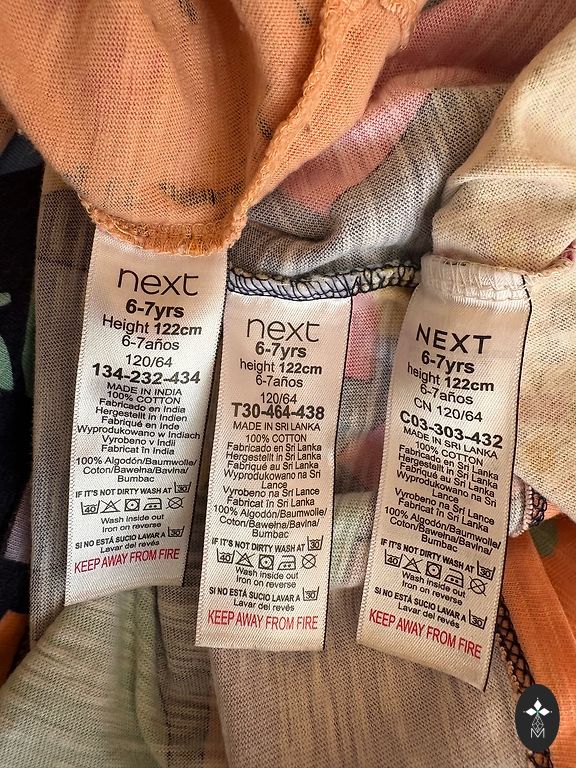 next
6-7yrs
Height 122cm
6-7años
120/64
134-232-434
MADE IN INDIA
100% COTTON
Fabricado en India
Hergestellt in Indien
Fabriqué en Inde
Wyprodukowano w Indiach
Vyrobeno v Indii
Fabricat în India
100% Algodón/Baumwolle/
Coton/Bawełna/Bavlna/
Bumbac
IF IT'S NOT DIRTY WASH AT 30
40
Wash inside out
Iron on reverse
SI NO ESTÁ SUCIO LAVAR A 30
Lavar del revés
KEEP AWAY FROM FIRE
next
6-7yrs
height 122cm
6-7años
120/64
T30-464-438
MADE IN SRI LANKA
100% COTTON
Fabricado en Sri Lanka
Hergestellt in Sri Lanka
Fabriqué au Sri Lanka
Wyprodukowano na Sri
Lance
Vyrobeno na Srí Lance
Fabricat în Sri Lanka
100% Algodón/Baumwolle/
Coton/Bawełna/Bavlna/
Bumbac
IF IT'S NOT DIRTY WASH AT 30
40
Wash inside out
Iron on reverse
SI NO ESTÁ SUCIO LAVAR A 30
Lavar del revés
KEEP AWAY FROM FIRE
NEXT
6-7yrs
height 122cm
6-7años
CN 120/64
C03-303-432
MADE IN SRI LANKA
100% COTTON
Fabricado en Sri Lanka
Hergestellt in Sri Lanka
Fabriqué au Sri Lanka
Wyprodukowano na Sri
Lance
Vyrobeno na Srí Lance
Fabricat în Sri Lanka
100% Algodón/Baumwolle/
Coton/Bawełna/Bavlna/
Bumbac
IF IT'S NOT DIRTY WASH AT 30
40
Wash inside out
Iron on reverse
SI NO ESTÁ SUCIO LAVAR A 30
Lavar del revés
KEEP AWAY FROM FIRE
M